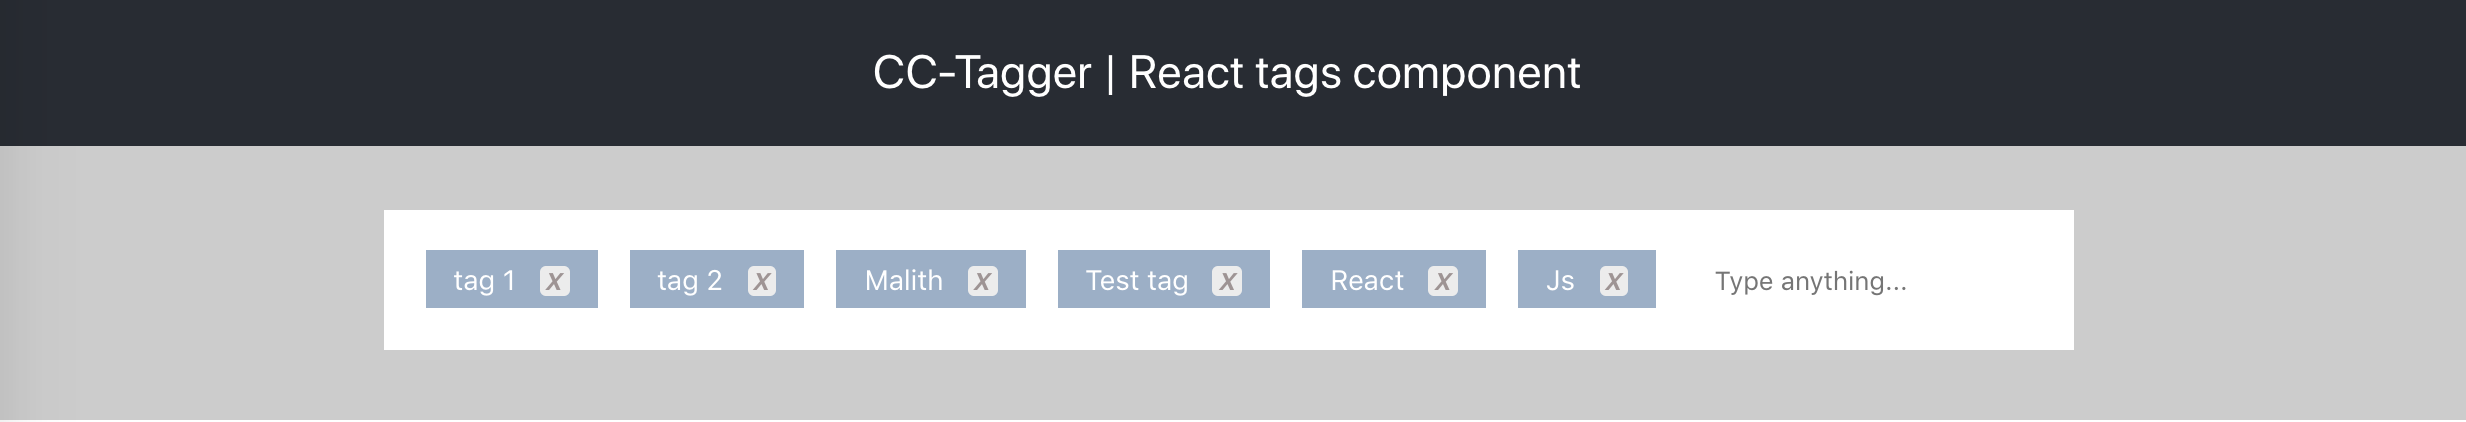 CC-Tagger | React tags component
tag 1 X tag 2 X Malith X Test tag X React X Js X Type anything...